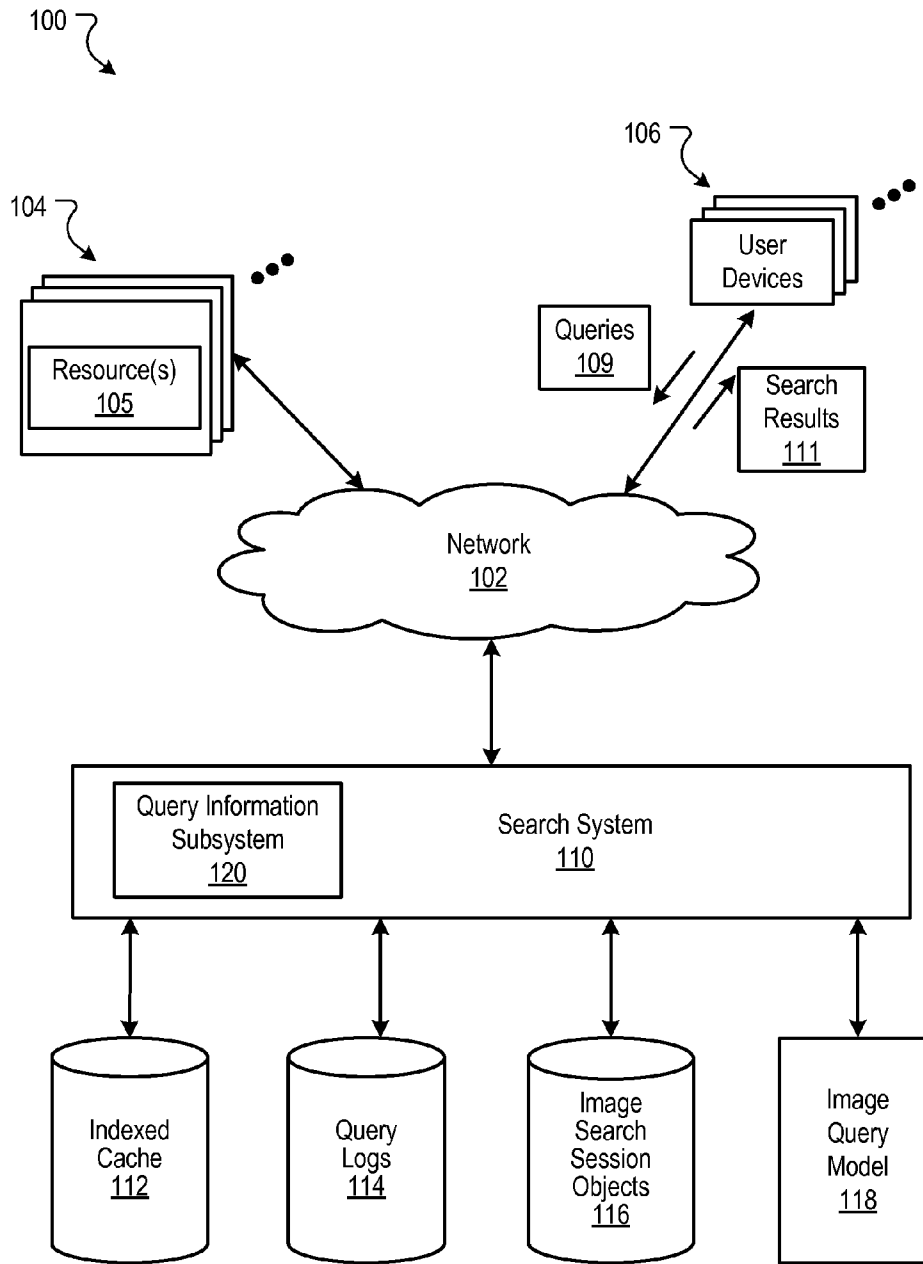 100
106
104
User
Devices
Queries
109
Resource(s)
105
Search
Results
111
Network
102
Query Information
Subsystem
120
Search System
110
Indexed
Cache
112
Query
Logs
114
Image
Search
Session
Objects
116
Image
Query
Model
118